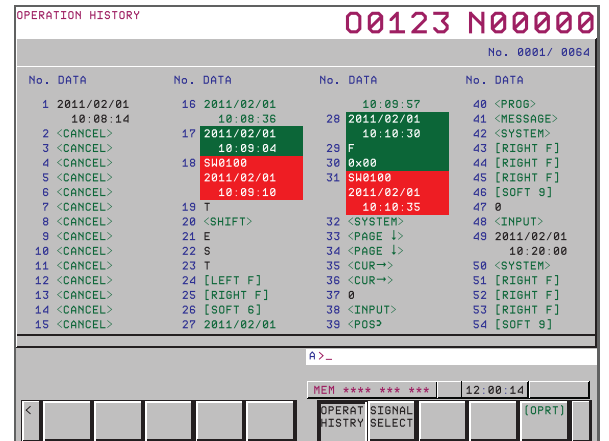 OPERATION HISTORY
O0123 N00000
No. 0001/ 0064
No. DATA
1 2011/02/01
10:08:14
2 <CANCEL>
3 <CANCEL>
4 <CANCEL>
5 <CANCEL>
6 <CANCEL>
7 <CANCEL>
8 <CANCEL>
9 <CANCEL>
10 <CANCEL>
11 <CANCEL>
12 <CANCEL>
13 <CANCEL>
14 <CANCEL>
15 <CANCEL>
No. DATA
16 2011/02/01
10:08:36
17 2011/02/01
10:09:04
18 SW0100
2011/02/01
10:09:10
19 T
20 <SHIFT>
21 E
22 S
23 T
24 [LEFT F]
25 [RIGHT F]
26 [SOFT 6]
27 2011/02/01
No. DATA
10:09:57
28 2011/02/01
10:10:30
29 F
30 0x00
31 SW0100
2011/02/01
10:10:35
32 <SYSTEM>
33 <PAGE ↓>
34 <PAGE ↓>
35 <CUR→>
36 <CUR→>
37 0
38 <INPUT>
39 <POS>
No. DATA
40 <PROG>
41 <MESSAGE>
42 <SYSTEM>
43 [RIGHT F]
44 [RIGHT F]
45 [RIGHT F]
46 [SOFT 9]
47 0
48 <INPUT>
49 2011/02/01
10:20:00
50 <SYSTEM>
51 [RIGHT F]
52 [RIGHT F]
53 [RIGHT F]
54 [SOFT 9]
A>_
MEM **** *** ***
12:00:14
<
OPERAT
HISTRY
SIGNAL
SELECT
(OPRT)